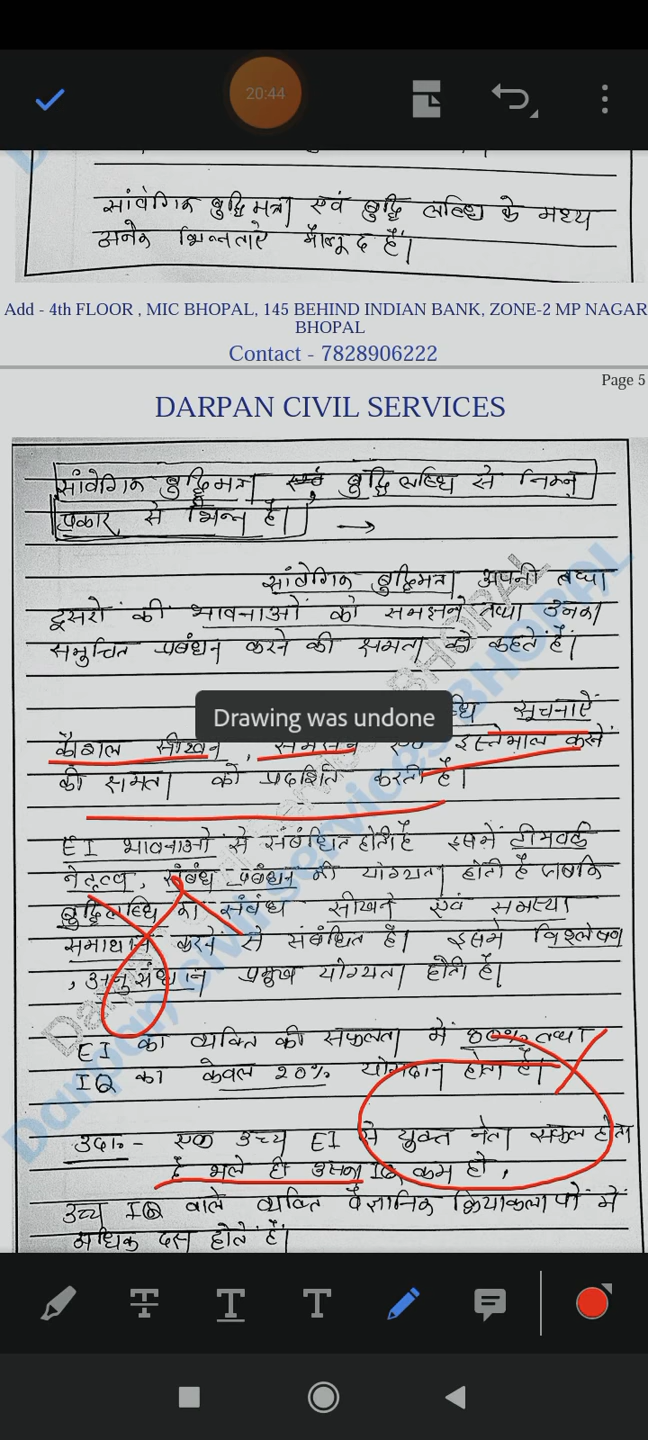 20:44
सांवेगिक बुद्धिमत्ता एवं बुद्धि लब्धि के मध्य
अनेक भिन्नताऐं मौजूद हैं।
Add - 4th FLOOR , MIC BHOPAL, 145 BEHIND INDIAN BANK, ZONE-2 MP NAGAR
BHOPAL
Contact - 7828906222
Page 5
DARPAN CIVIL SERVICES
सांवेगिक बुद्धिमत्ता एवं बुद्धि लब्धि से निम्न
प्रकार से भिन्न है। →
सांवेगिक बुद्धिमत्ता अपनी तथा
दूसरों की भावनाओं को समझने तथा उनका
समुचित प्रबंधन करने की क्षमता को कहते हैं।
सूचनाऐं
Drawing was undone
कौशल सीखने, समझने एवं इस्तेमाल करने
की क्षमता को प्रदर्शित करती है।
EI भावनाओं से संबंधित होती है इसमें टीमवर्क
नेतृत्व, संबंध प्रबंधन की योग्यता होती है जबकि
बुद्धिलब्धि का संबंध सीखने एवं समस्या
समाधान करने से संबंधित है। इसमें विश्लेषण
, अनुसंधान प्रमुख योग्यता होती है।
EI का व्यक्ति की सफलता में 80% तथा
IQ का केवल 20% योगदान होता है।
उदा:- एक उच्च EI से युक्त नेता सफल होता
है भले ही उसका IQ कम हो,
उच्च IQ वाले व्यक्ति वैज्ञानिक क्रियाकलापों में
अधिक दक्ष होते हैं।